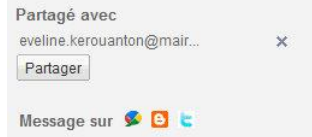 Partagé avec
eveline.kerouanton@mair...
Partager
Message sur